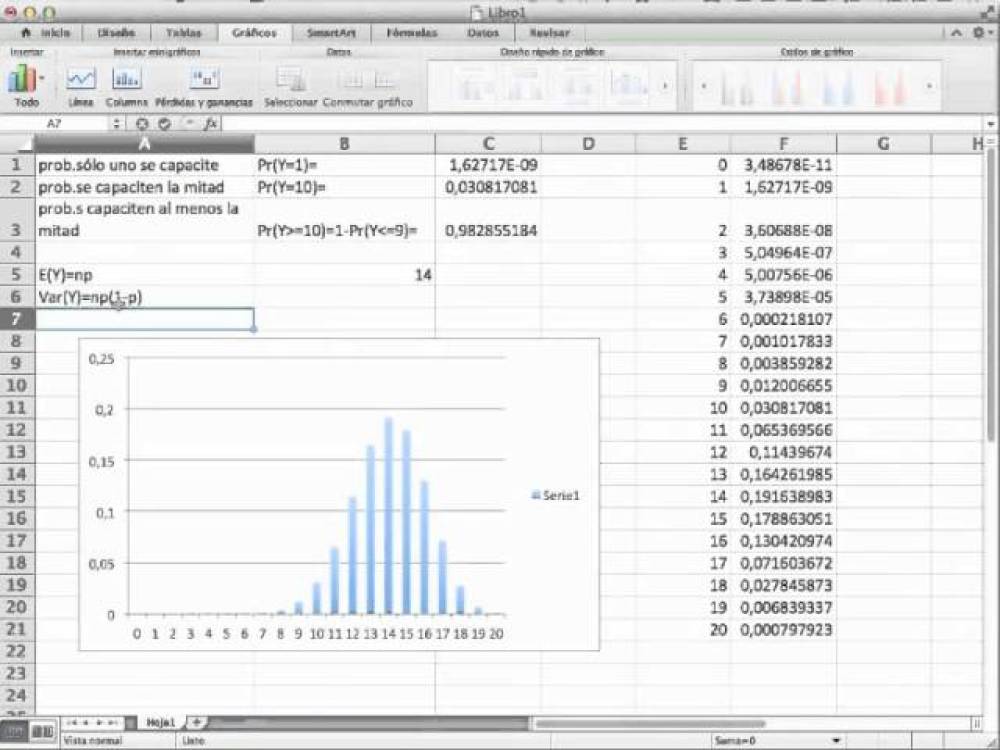 Libro1
Inicio Diseño Tablas Gráficos SmartArt Fórmulas Datos Revisar
Insertar Insertar minigráficos Datos Diseño rápido de gráfico Estilos de gráfico
Todo Línea Columna Pérdidas y ganancias Seleccionar Conmutar gráfico
A7 fx
A B C D E F G H
1 prob.sólo uno se capacite Pr(Y=1)= 1,62717E-09 0 3,48678E-11
2 prob.se capaciten la mitad Pr(Y=10)= 0,030817081 1 1,62717E-09
prob.s capaciten al menos la
3 mitad Pr(Y>=10)=1-Pr(Y<=9)= 0,982855184 2 3,60688E-08
4 3 5,04964E-07
5 E(Y)=np 14 4 5,00756E-06
6 Var(Y)=np(1-p) 5 3,73898E-05
7 6 0,000218107
8 7 0,001017833
9 8 0,003859282
10 9 0,012006655
11 10 0,030817081
12 11 0,065369566
13 12 0,11439674
14 13 0,164261985
15 14 0,191638983
16 15 0,178863051
17 16 0,130420974
18 17 0,071603672
19 18 0,027845873
20 19 0,006839337
21 20 0,000797923
22
23
24
0,25
0,2
0,15
0,1
0,05
0
0 1 2 3 4 5 6 7 8 9 10 11 12 13 14 15 16 17 18 19 20
Serie1
Hoja1
Vista normal Listo Suma=0